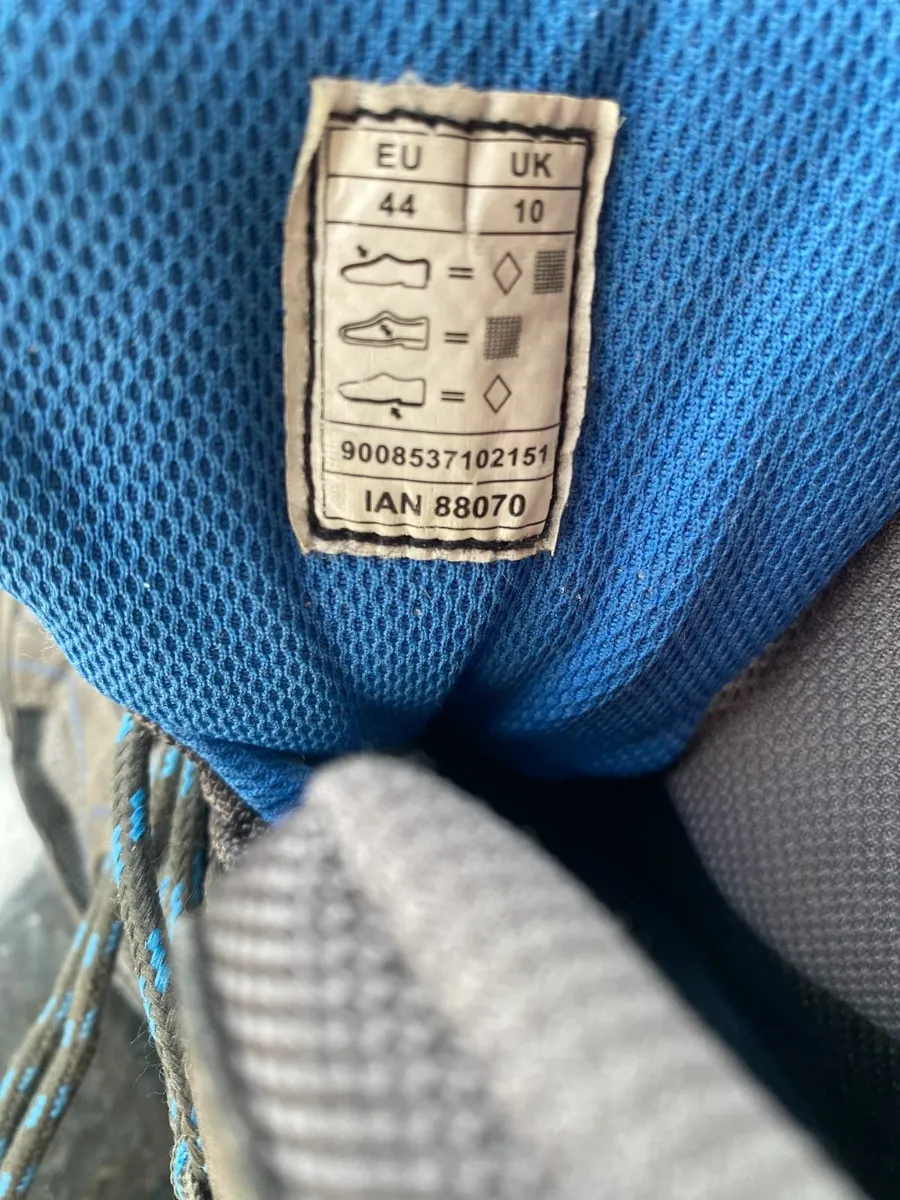 EU UK
44 10
= 
=
=
9008537102151
IAN 88070